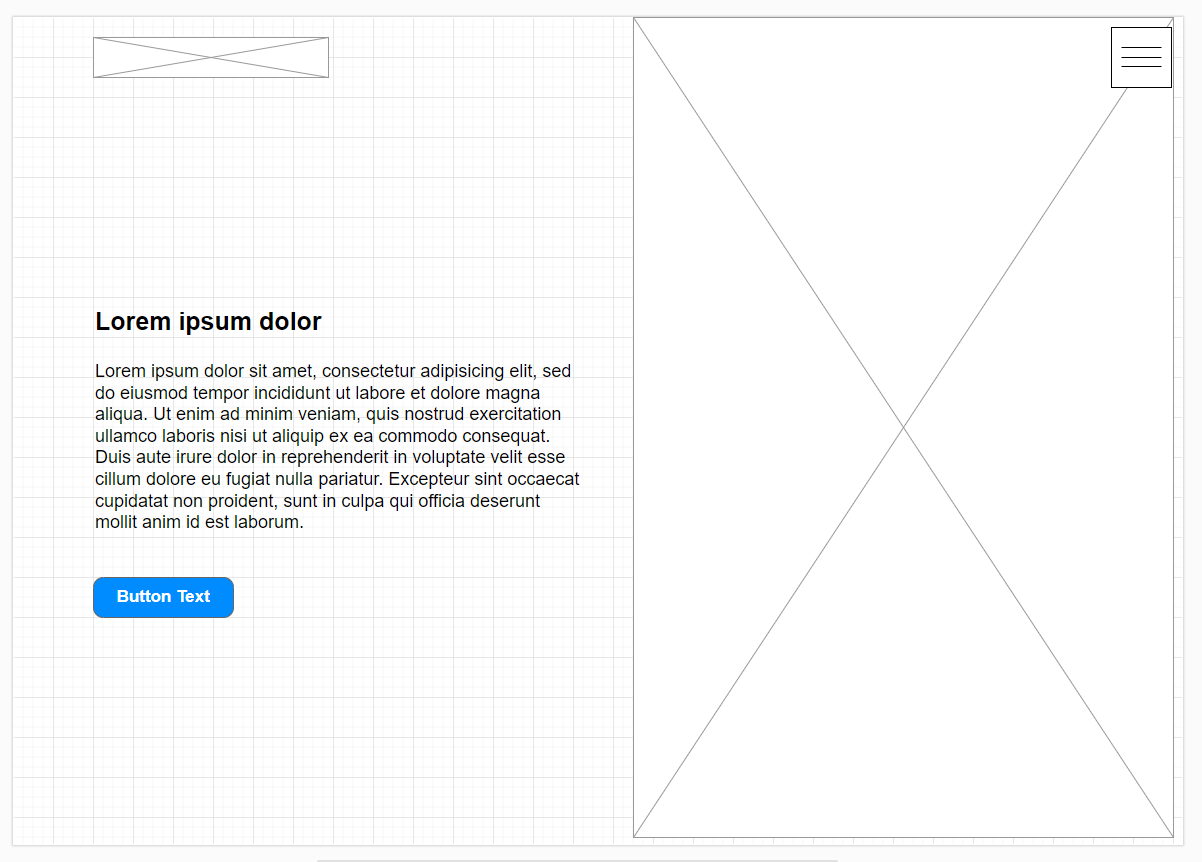 Lorem ipsum dolor
Lorem ipsum dolor sit amet, consectetur adipisicing elit, sed
do eiusmod tempor incididunt ut labore et dolore magna
aliqua. Ut enim ad minim veniam, quis nostrud exercitation
ullamco laboris nisi ut aliquip ex ea commodo consequat.
Duis aute irure dolor in reprehenderit in voluptate velit esse
cillum dolore eu fugiat nulla pariatur. Excepteur sint occaecat
cupidatat non proident, sunt in culpa qui officia deserunt
mollit anim id est laborum.
Button Text